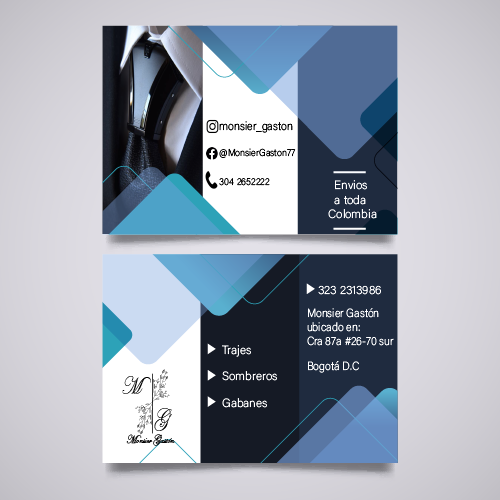 monsier_gaston
@MonsierGaston77
304 2652222
Envios
a toda
Colombia
323 2313986
Monsier Gastón
ubicado en:
Cra 87a #26-70 sur
Bogotá D.C
Trajes
Sombreros
Gabanes
M
G
Monsier Gastón